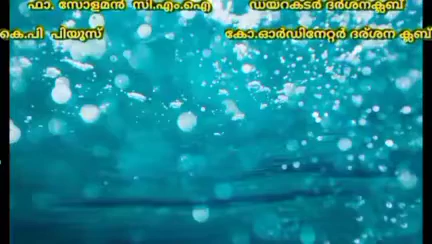 ഫാ. സോളമൻ സി.എം.ഐ ഡയറക്ടർ ദർശനക്ലബ്
കെ.പി പിയൂസ് കോ.ഓർഡിനേറ്റർ ദർശന ക്ലബ്